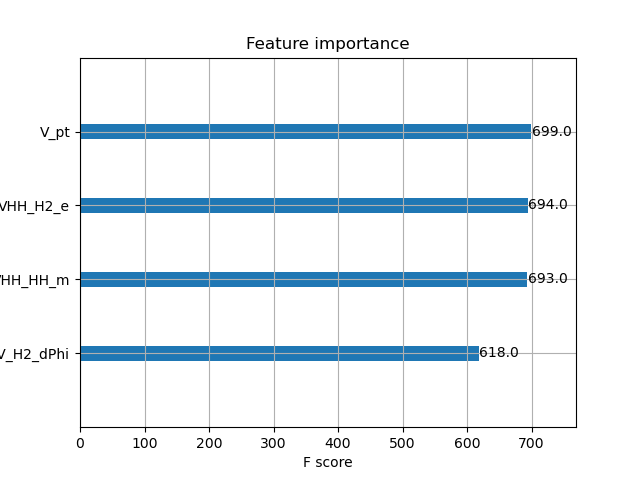 Feature importance
V_pt
699.0
VHH_H2_e
694.0
VHH_HH_m
693.0
V_H2_dPhi
618.0
0 100 200 300 400 500 600 700
F score